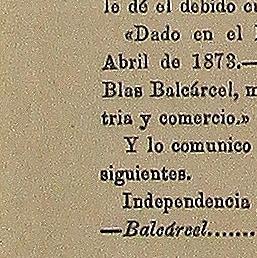 le dé el debido
«Dado en el
Abril de 1873.—
Blas Balcárcel,
tria y comercio.»
Y lo comunico
siguientes.
Independencia
—Balcárcel.......